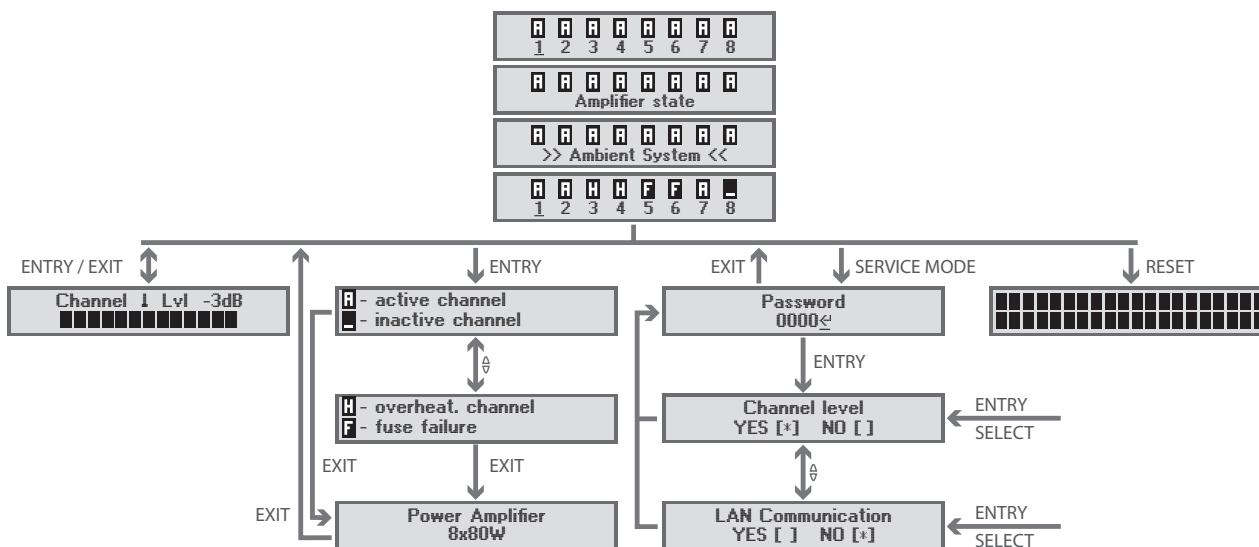 A A A A A A A A
1 2 3 4 5 6 7 8
A A A A A A A A
Amplifier state
A A A A A A A A
>> Ambient System <<
A A H H F F A _
1 2 3 4 5 6 7 8
ENTRY / EXIT
ENTRY
EXIT
SERVICE MODE
RESET
Channel 1 Lvl -3dB
A - active channel
_ - inactive channel
Password
0000
ENTRY
H - overheat. channel
F - fuse failure
Channel level
YES [*] NO [ ]
ENTRY
SELECT
EXIT
EXIT
EXIT
Power Amplifier
8x80W
LAN Communication
YES [ ] NO [*]
ENTRY
SELECT